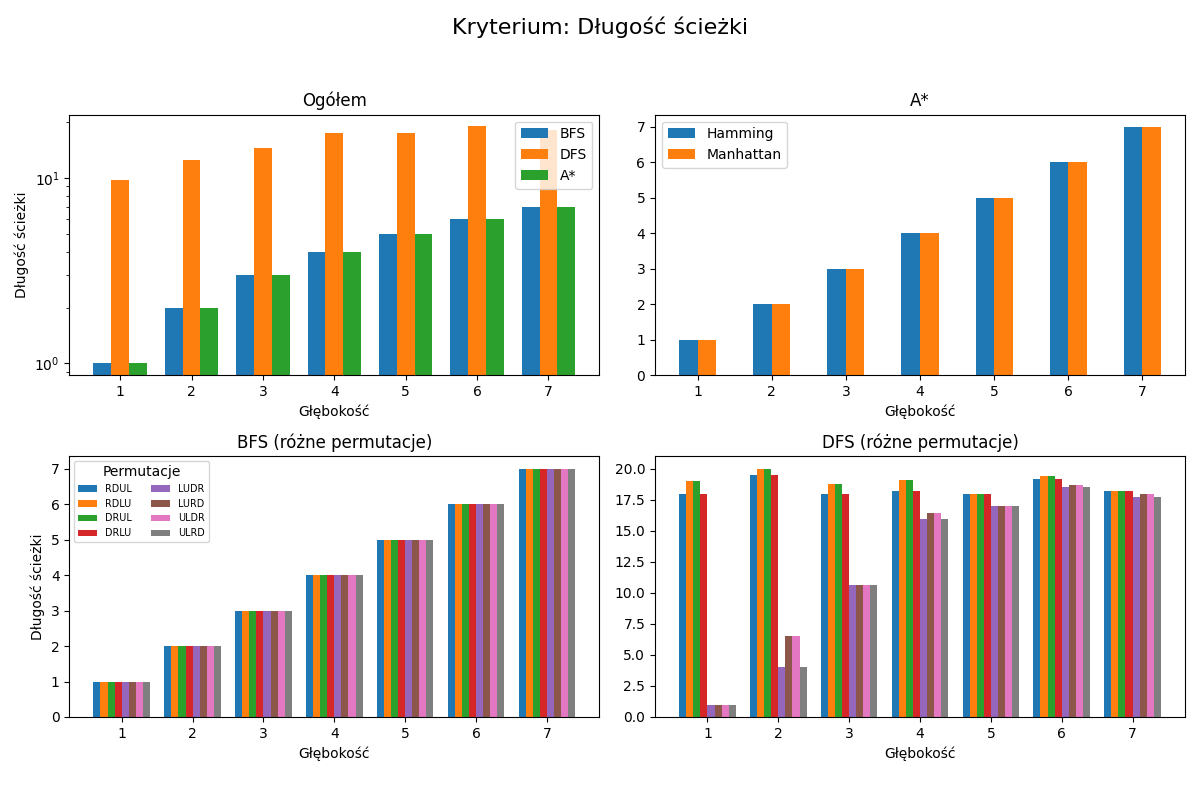 Kryterium: Długość ścieżki
Ogółem
BFS
DFS
A*
10¹
10⁰
Długość ścieżki
1 2 3 4 5 6 7
Głębokość
A*
Hamming
Manhattan
7
6
5
4
3
2
1
0
1 2 3 4 5 6 7
Głębokość
BFS (różne permutacje)
Permutacje
RDUL LUDR
RDLU LURD
DRUL ULDR
DRLU ULRD
7
6
5
4
3
2
1
0
Długość ścieżki
1 2 3 4 5 6 7
Głębokość
DFS (różne permutacje)
20.0
17.5
15.0
12.5
10.0
7.5
5.0
2.5
0.0
1 2 3 4 5 6 7
Głębokość